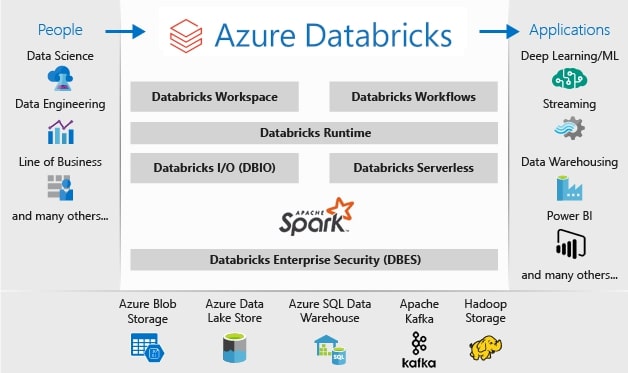 People
Azure Databricks
Applications
Data Science
Data Engineering
Line of Business
and many others...
Databricks Workspace
Databricks Workflows
Databricks Runtime
Databricks I/O (DBIO)
Databricks Serverless
APACHE
Spark™
Databricks Enterprise Security (DBES)
Deep Learning/ML
Streaming
Data Warehousing
Power BI
and many others...
Azure Blob
Storage
Azure Data
Lake Store
Azure SQL Data
Warehouse
SQL
Apache
Kafka
kafka
Hadoop
Storage